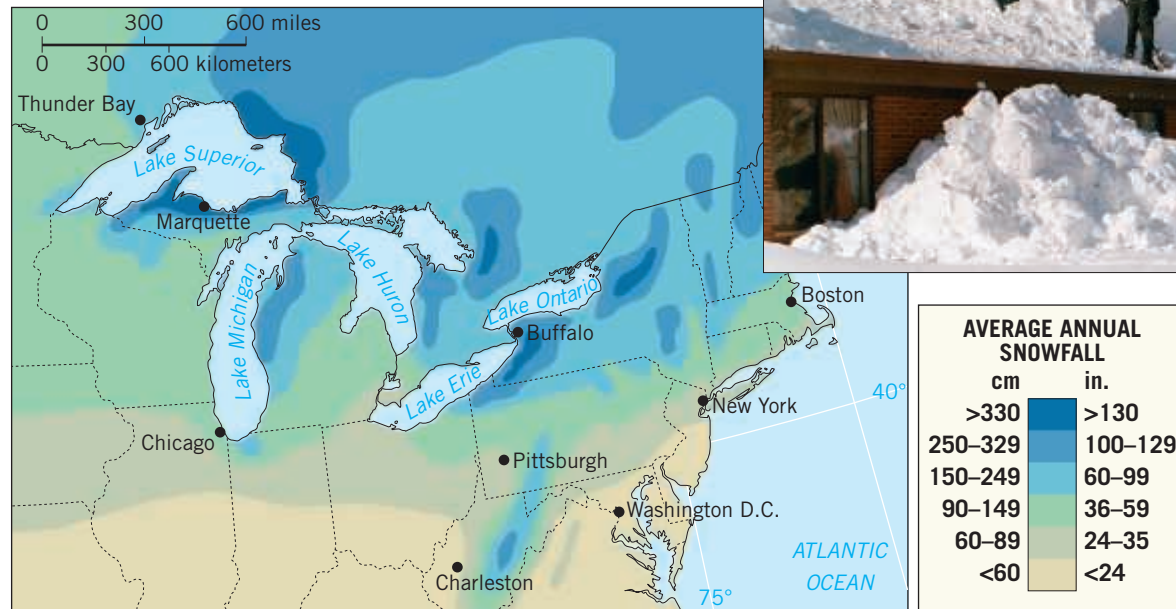 0 300 600 miles
0 300 600 kilometers
Thunder Bay
Lake Superior
Marquette
Lake Michigan
Lake Huron
Lake Ontario
Buffalo
Lake Erie
Boston
New York
40°
Chicago
Pittsburgh
Washington D.C.
Charleston
75°
ATLANTIC
OCEAN
AVERAGE ANNUAL
SNOWFALL
cm in.
>330 >130
250–329 100–129
150–249 60–99
90–149 36–59
60–89 24–35
<60 <24